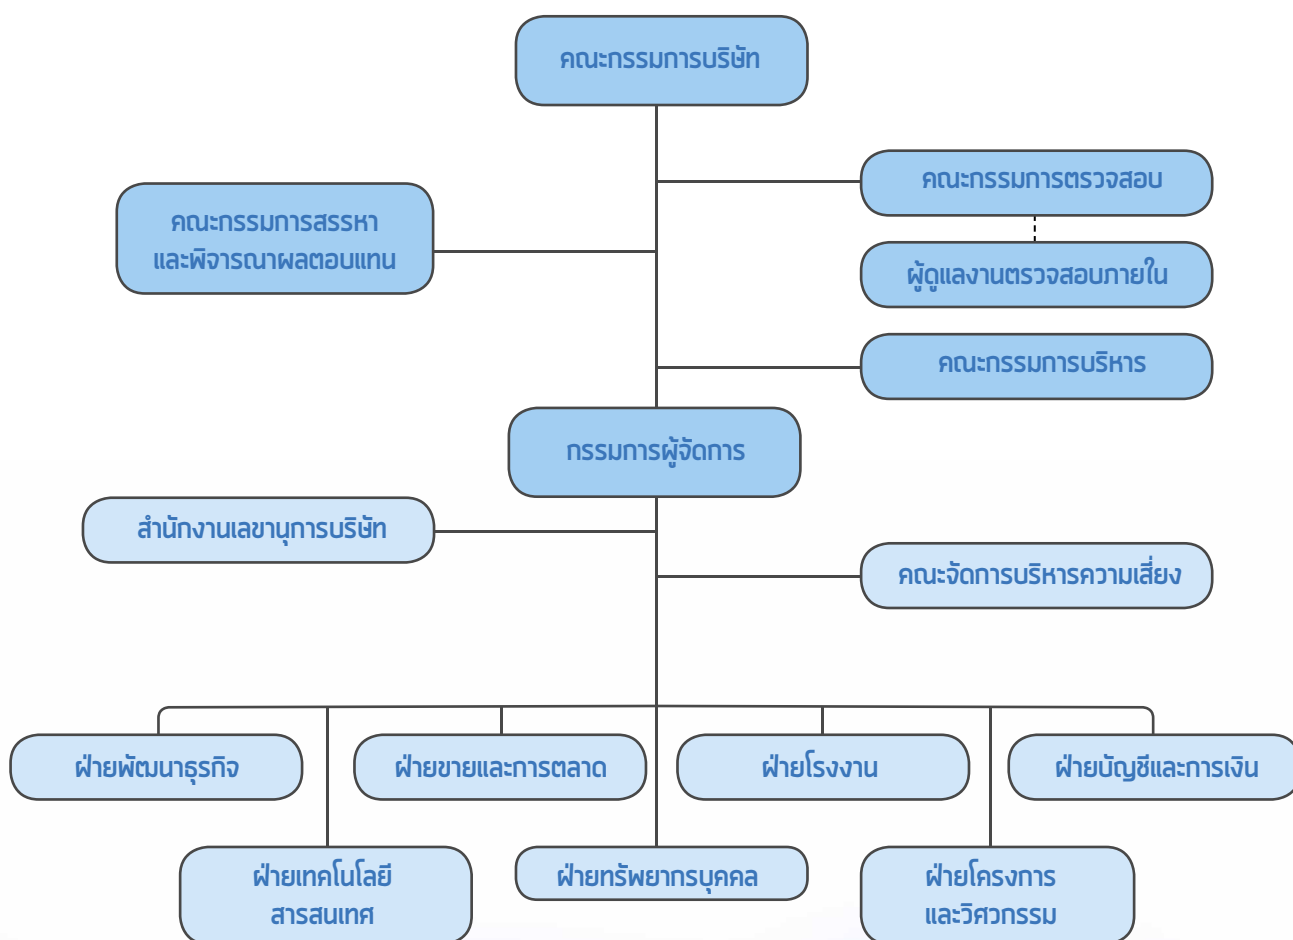 คณะกรรมการบริษัท
คณะกรรมการตรวจสอบ
คณะกรรมการสรรหา
และพิจารณาผลตอบแทน
ผู้ดูแลงานตรวจสอบภายใน
คณะกรรมการบริหาร
กรรมการผู้จัดการ
สำนักงานเลขานุการบริษัท
คณะจัดการบริหารความเสี่ยง
ฝ่ายพัฒนาธุรกิจ
ฝ่ายขายและการตลาด
ฝ่ายโรงงาน
ฝ่ายบัญชีและการเงิน
ฝ่ายเทคโนโลยี
สารสนเทศ
ฝ่ายทรัพยากรบุคคล
ฝ่ายโครงการ
และวิศวกรรม